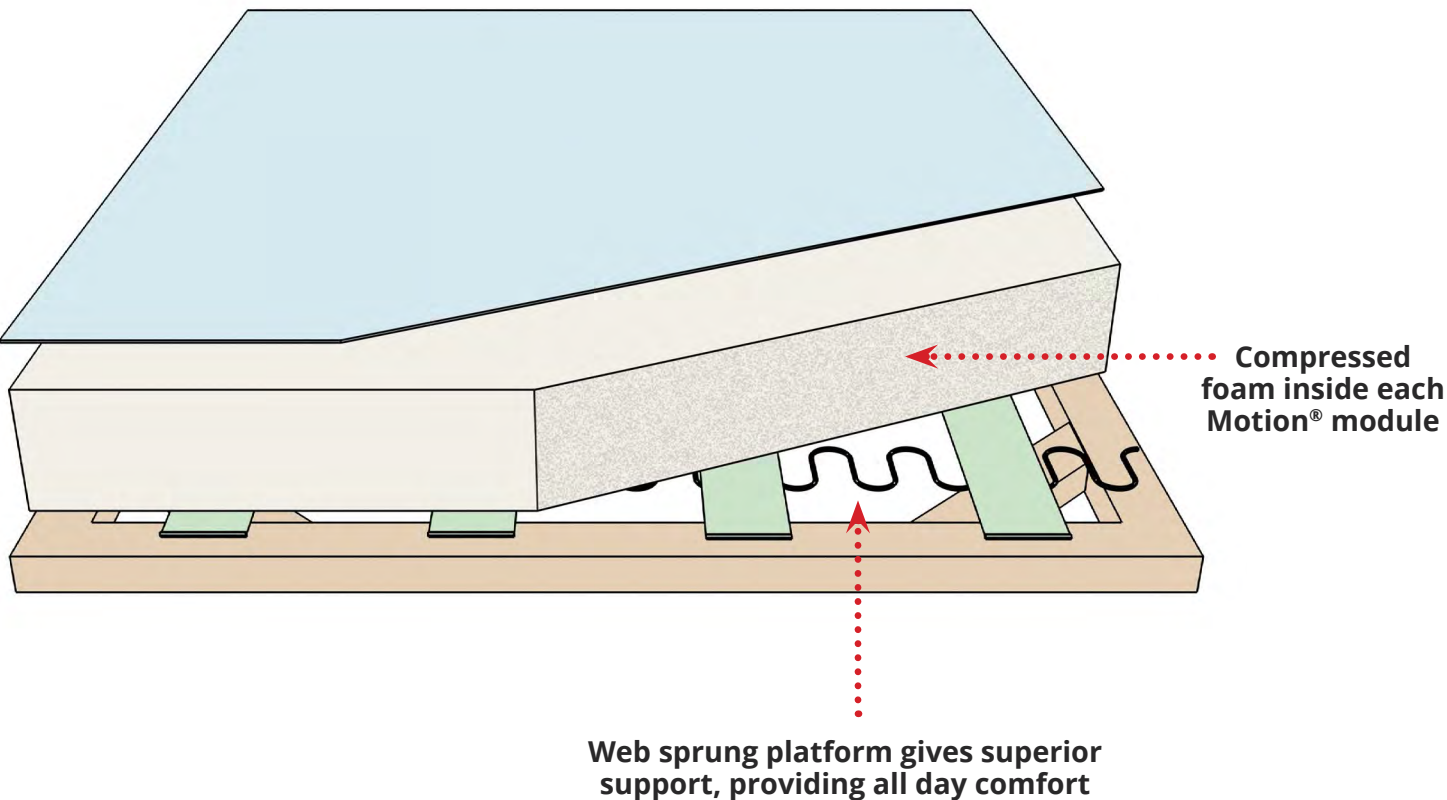 Compressed
foam inside each
Motion® module
Web sprung platform gives superior
support, providing all day comfort